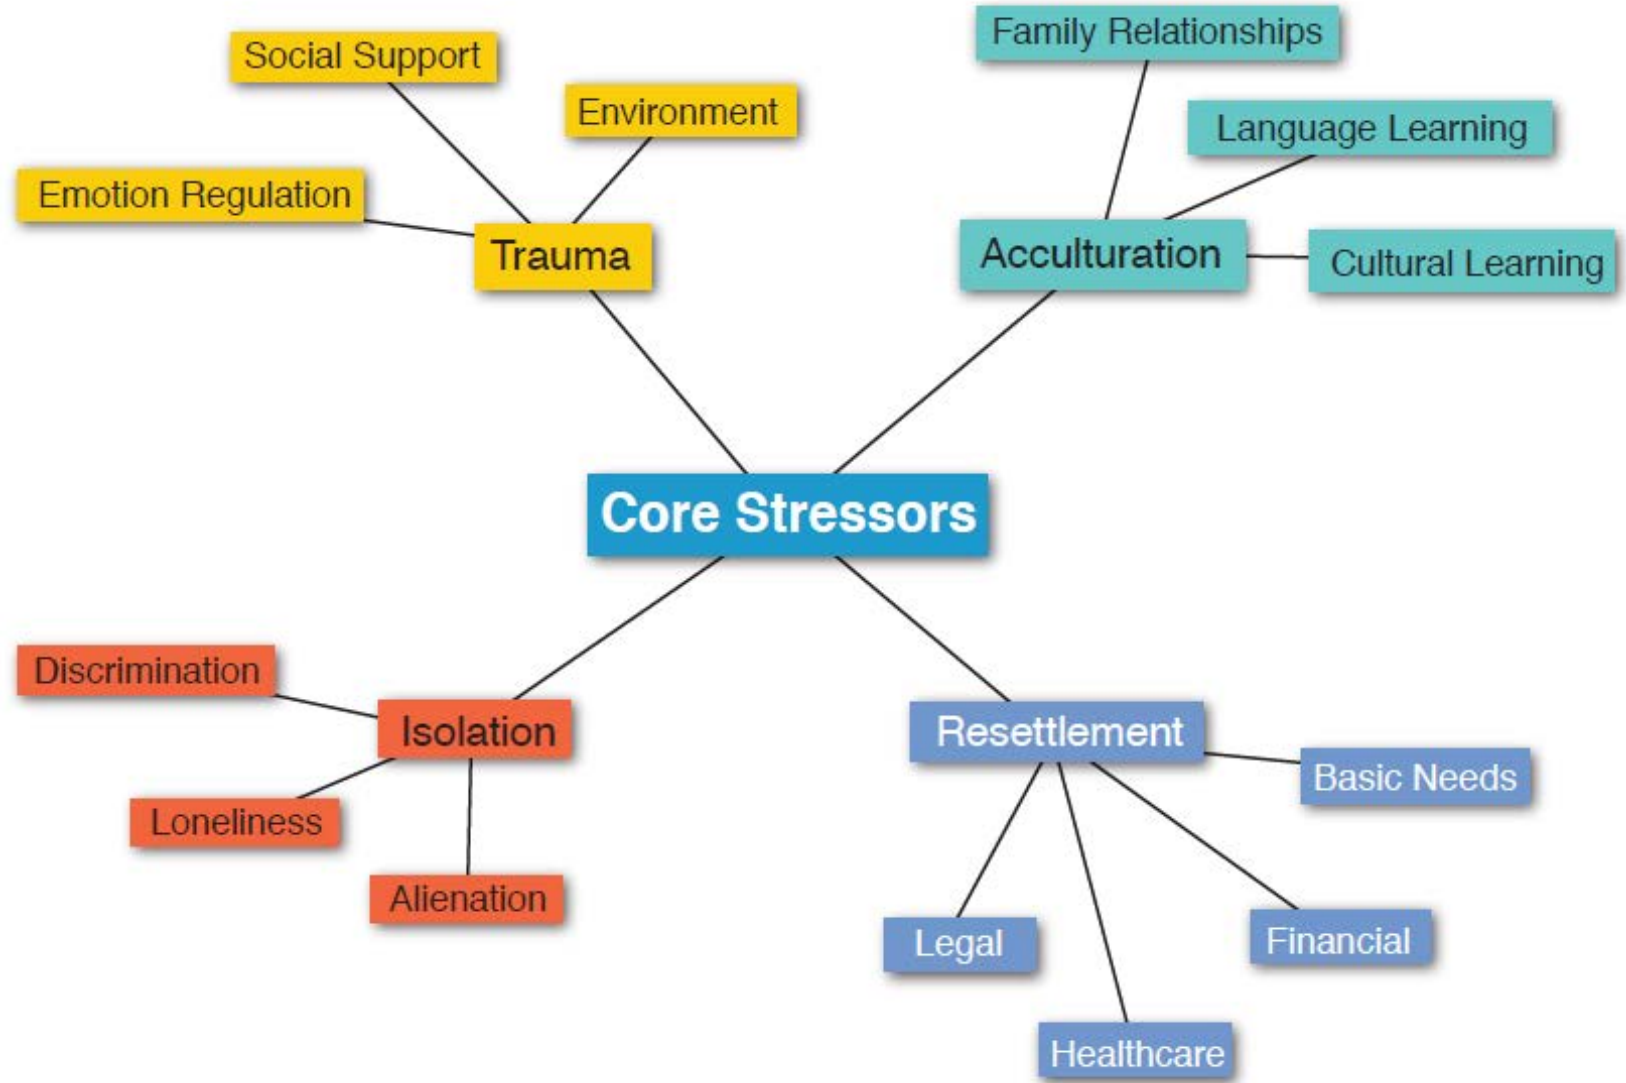 Social Support
Environment
Emotion Regulation
Trauma
Family Relationships
Language Learning
Acculturation
Cultural Learning
Core Stressors
Discrimination
Isolation
Loneliness
Alienation
Resettlement
Basic Needs
Legal
Financial
Healthcare